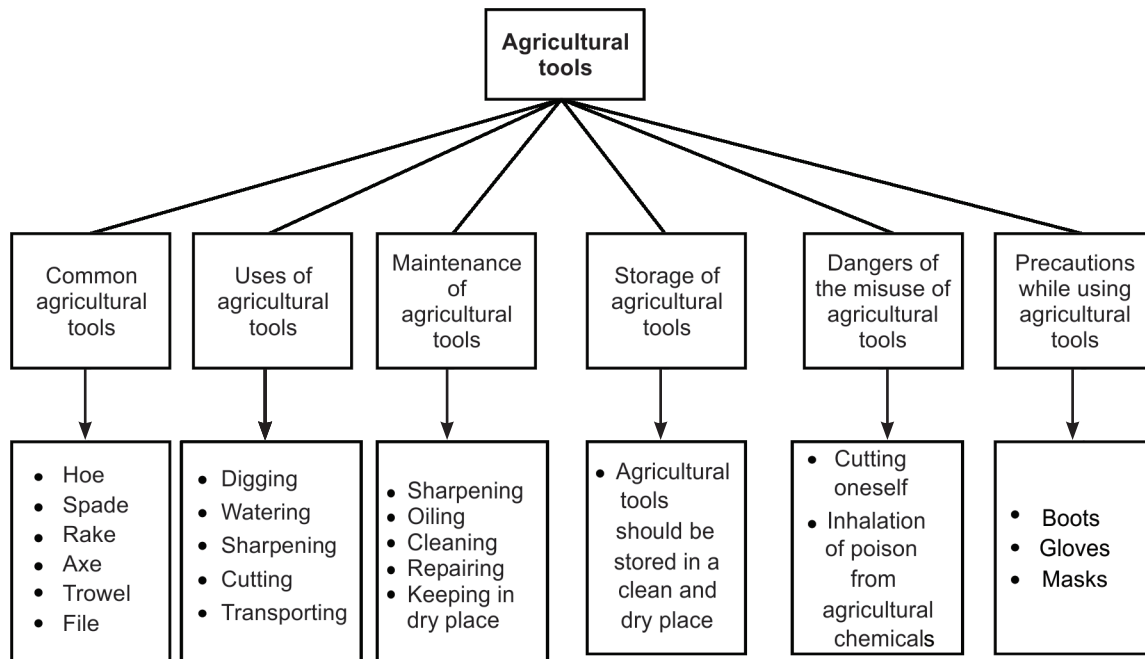 Agricultural
tools
Common
agricultural
tools
Uses of
agricultural
tools
Maintenance
of
agricultural
tools
Storage of
agricultural
tools
Dangers of
the misuse of
agricultural
tools
Precautions
while using
agricultural
tools
• Hoe
• Spade
• Rake
• Axe
• Trowel
• File
• Digging
• Watering
• Sharpening
• Cutting
• Transporting
• Sharpening
• Oiling
• Cleaning
• Repairing
• Keeping in
dry place
• Agricultural
tools
should be
stored in a
clean and
dry place
• Cutting
oneself
• Inhalation
of poison
from
agricultural
chemicals
• Boots
• Gloves
• Masks